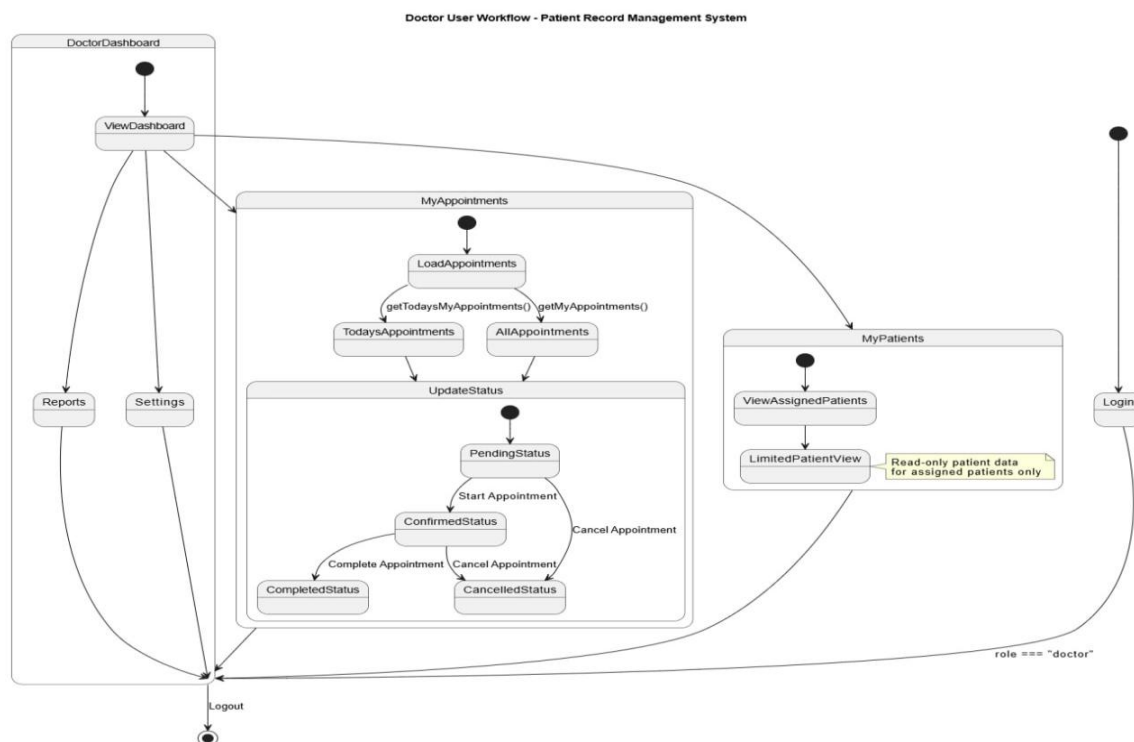 Doctor User Workflow - Patient Record Management System
DoctorDashboard
ViewDashboard
MyAppointments
LoadAppointments
getTodaysMyAppointments()
getMyAppointments()
TodaysAppointments
AllAppointments
MyPatients
UpdateStatus
ViewAssignedPatients
Reports
Settings
Login
PendingStatus
LimitedPatientView
Read-only patient data
for assigned patients only
Start Appointment
ConfirmedStatus
Cancel Appointment
Complete Appointment
Cancel Appointment
CompletedStatus
CancelledStatus
role === "doctor"
Logout